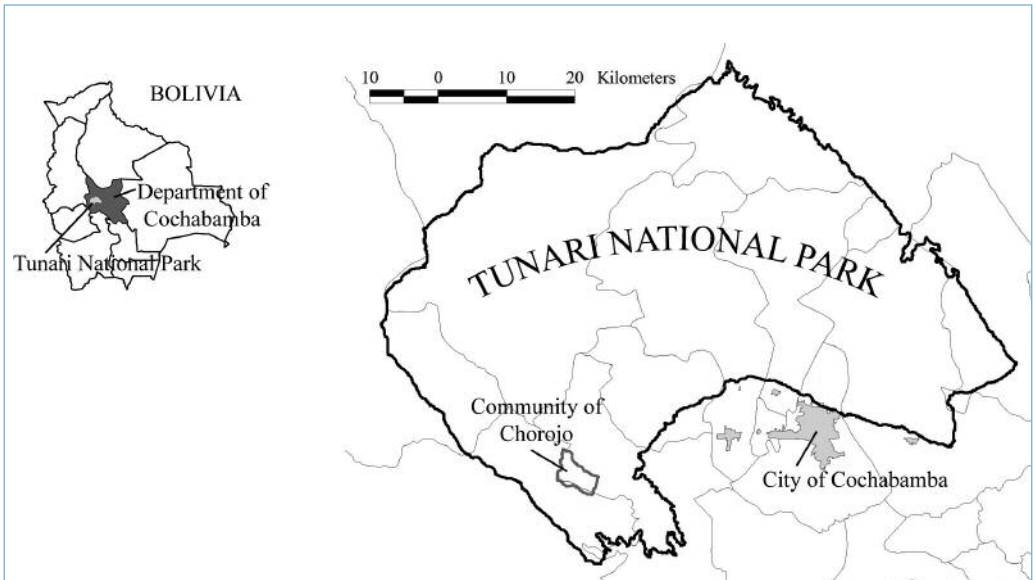 BOLIVIA
Department of
Cochabamba
Tunari National Park
10 0 10 20 Kilometers
TUNARI NATIONAL PARK
Community of
Chorojo
City of Cochabamba